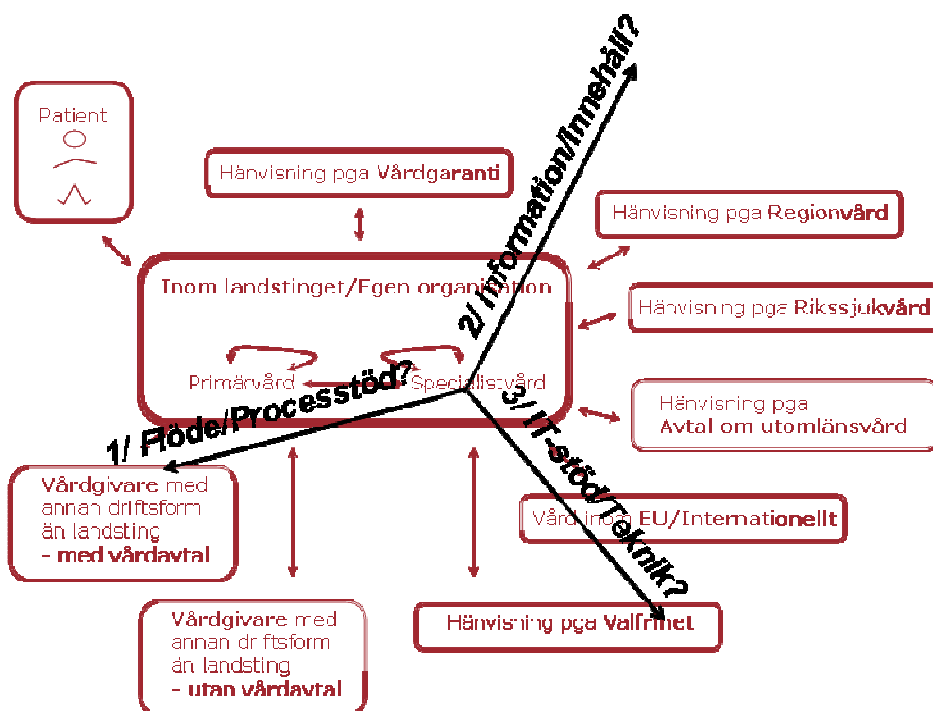 Patient
Hänvisning pga Vårdgaranti
Hänvisning pga Regionvård
Inom landstinget/Egen organisation
Hänvisning pga Rikssjukvård
Primärvård
Specialistvård
Hänvisning pga
Avtal om utomlänsvård
1/ Flöde/Processtöd?
2/ Information/Innehåll?
3/ IT-stöd/Teknik?
Vårdgivare med
annan driftsform
än landsting
- med vårdavtal
Vård inom EU/Internationellt
Vårdgivare med
annan driftsform
än landsting
- utan vårdavtal
Hänvisning pga Valfrihet